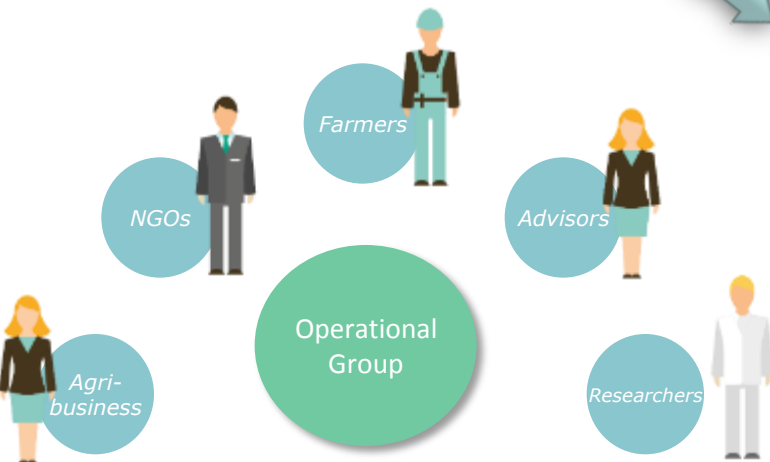 Farmers
NGOs
Advisors
Operational
Group
Agri-
business
Researchers